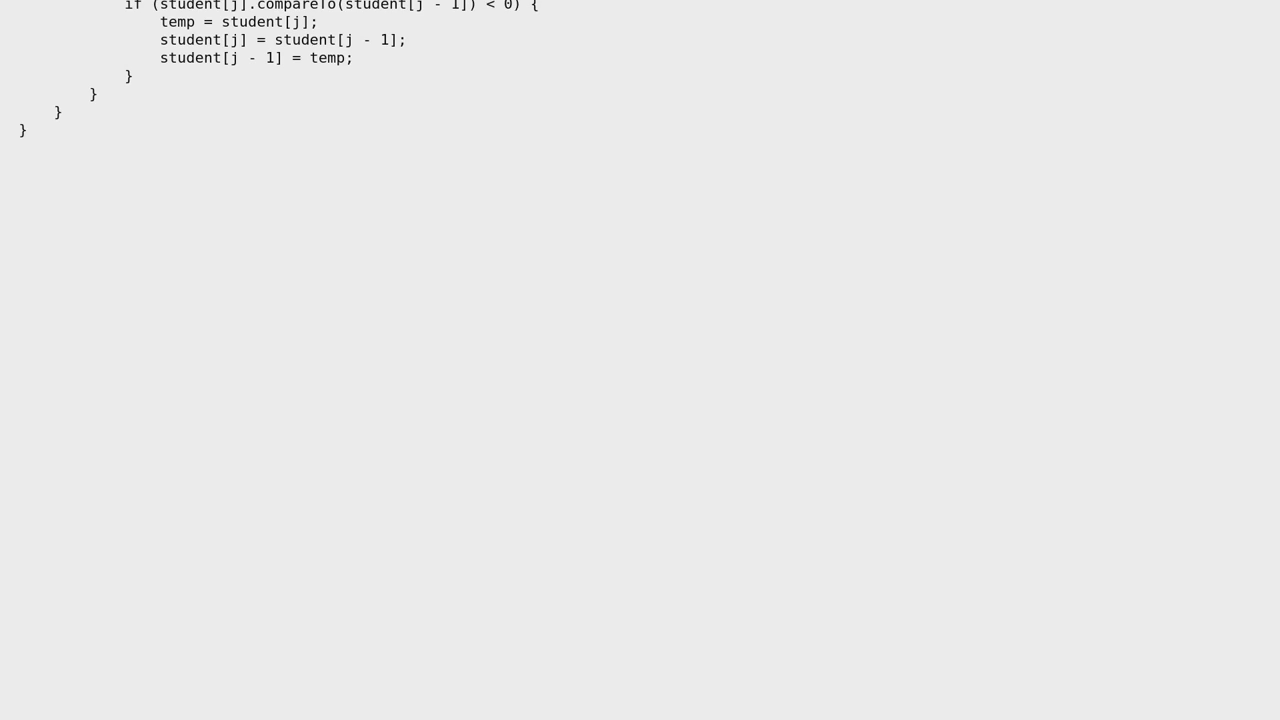 if (student[j].compareTo(student[j - 1]) < 0) {
                temp = student[j];
                student[j] = student[j - 1];
                student[j - 1] = temp;
            }
        }
    }
}